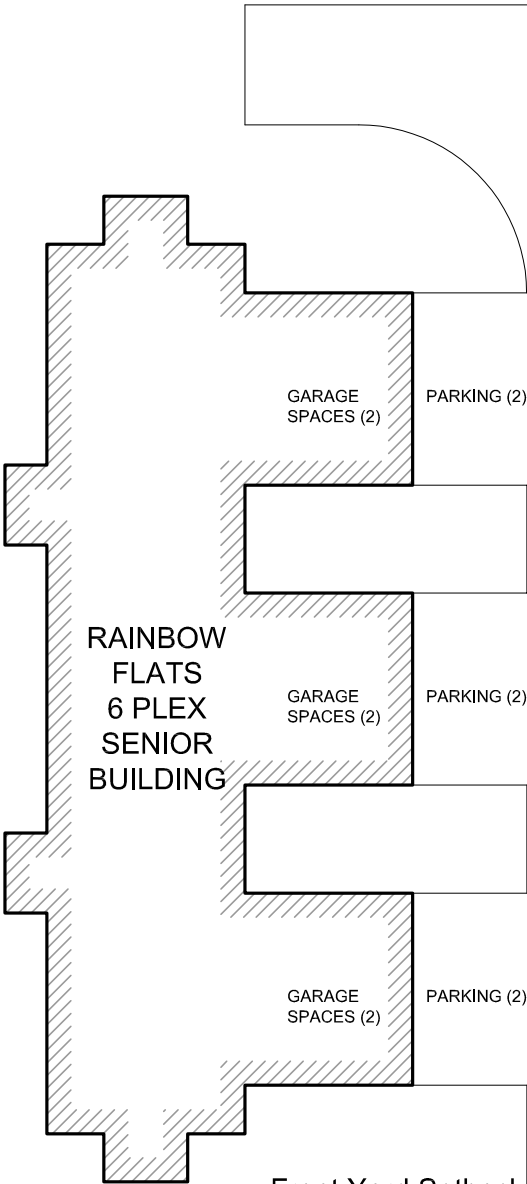 GARAGE
SPACES (2)
PARKING (2)
RAINBOW
FLATS
6 PLEX
SENIOR
BUILDING
GARAGE
SPACES (2)
PARKING (2)
GARAGE
SPACES (2)
PARKING (2)
Front Yard